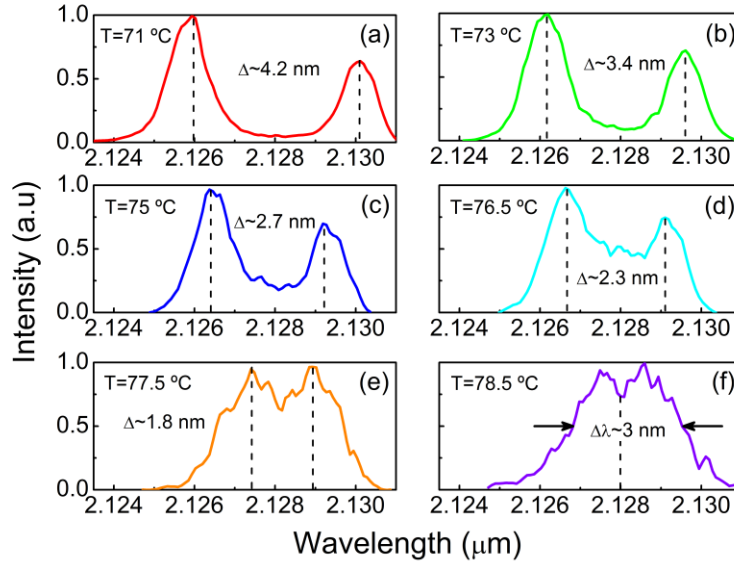 T=71 ºC
(a)
Δ~4.2 nm
1.0
0.5
0.0
2.124 2.126 2.128 2.130
T=73 ºC
(b)
Δ~3.4 nm
2.124 2.126 2.128 2.130
T=75 ºC
(c)
Δ~2.7 nm
1.0
0.5
0.0
2.124 2.126 2.128 2.130
T=76.5 ºC
(d)
Δ~2.3 nm
2.124 2.126 2.128 2.130
T=77.5 ºC
(e)
Δ~1.8 nm
1.0
0.5
0.0
2.124 2.126 2.128 2.130
T=78.5 ºC
(f)
Δλ~3 nm
2.124 2.126 2.128 2.130
Intensity (a.u)
Wavelength (μm)